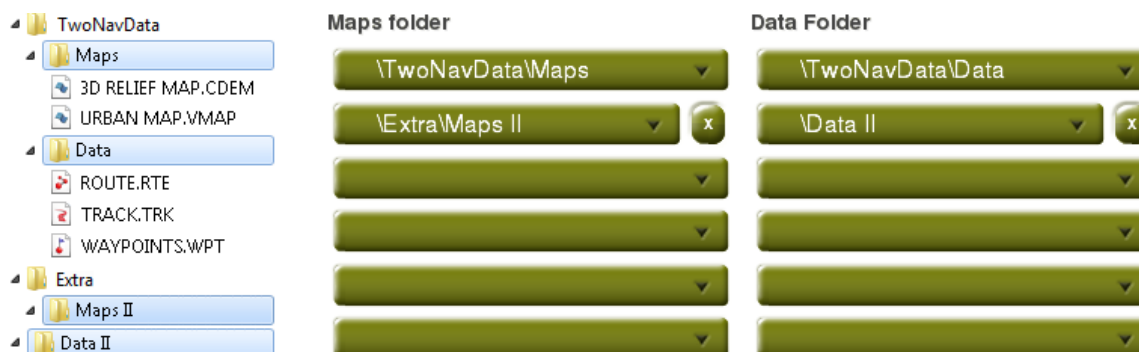 TwoNavData
Maps
3D RELIEF MAP.CDEM
URBAN MAP.VMAP
Data
ROUTE.RTE
TRACK.TRK
WAYPOINTS.WPT
Extra
Maps II
Data II
Maps folder
\TwoNavData\Maps
\Extra\Maps II
x
Data Folder
\TwoNavData\Data
\Data II
x